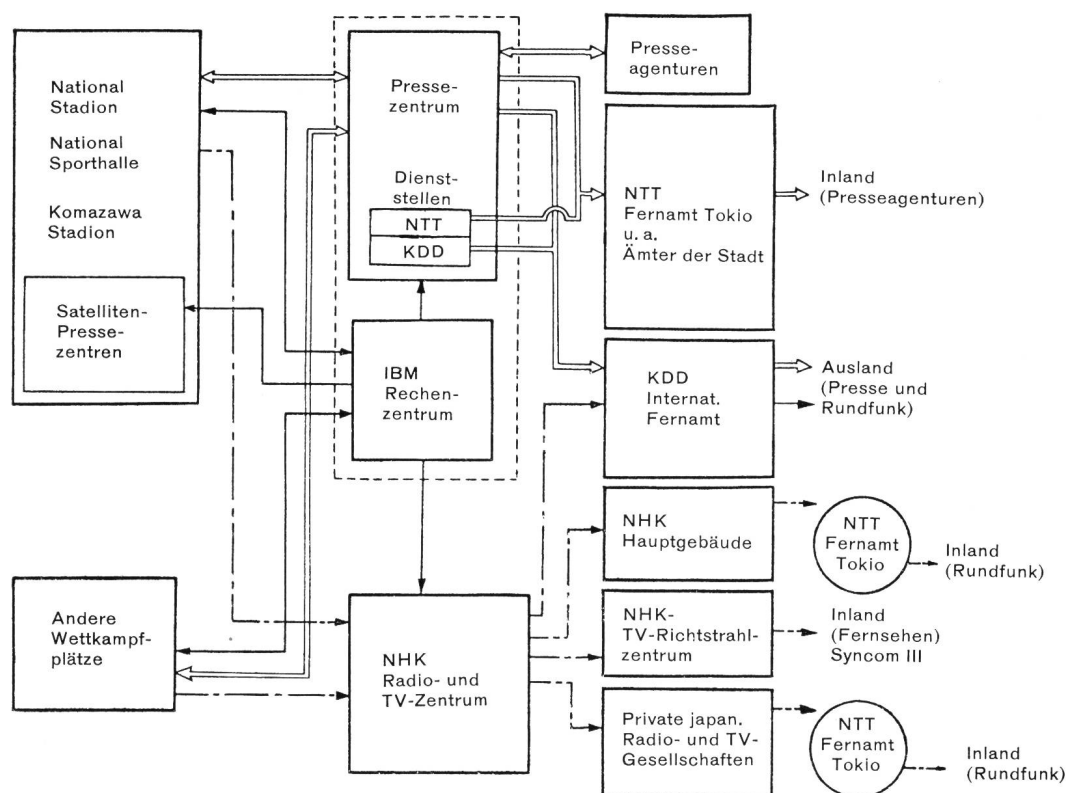 National
Stadion
National
Sporthalle
Komazawa
Stadion
Satelliten-
Presse-
zentren
Andere
Wettkampf-
plätze
Presse-
zentrum
Dienst-
stellen
NTT
KDD
IBM
Rechen-
zentrum
NHK
Radio- und
TV-Zentrum
Presse-
agenturen
NTT
Fernamt Tokio
u. a.
Ämter der Stadt
Inland
(Presseagenturen)
KDD
Internat.
Fernamt
Ausland
(Presse und
Rundfunk)
NHK
Hauptgebäude
NTT
Fernamt
Tokio
Inland
(Rundfunk)
NHK-
TV-Richtstrahl-
zentrum
Inland
(Fernsehen)
Syncom III
Private japan.
Radio- und TV-
Gesellschaften
NTT
Fernamt
Tokio
Inland
(Rundfunk)